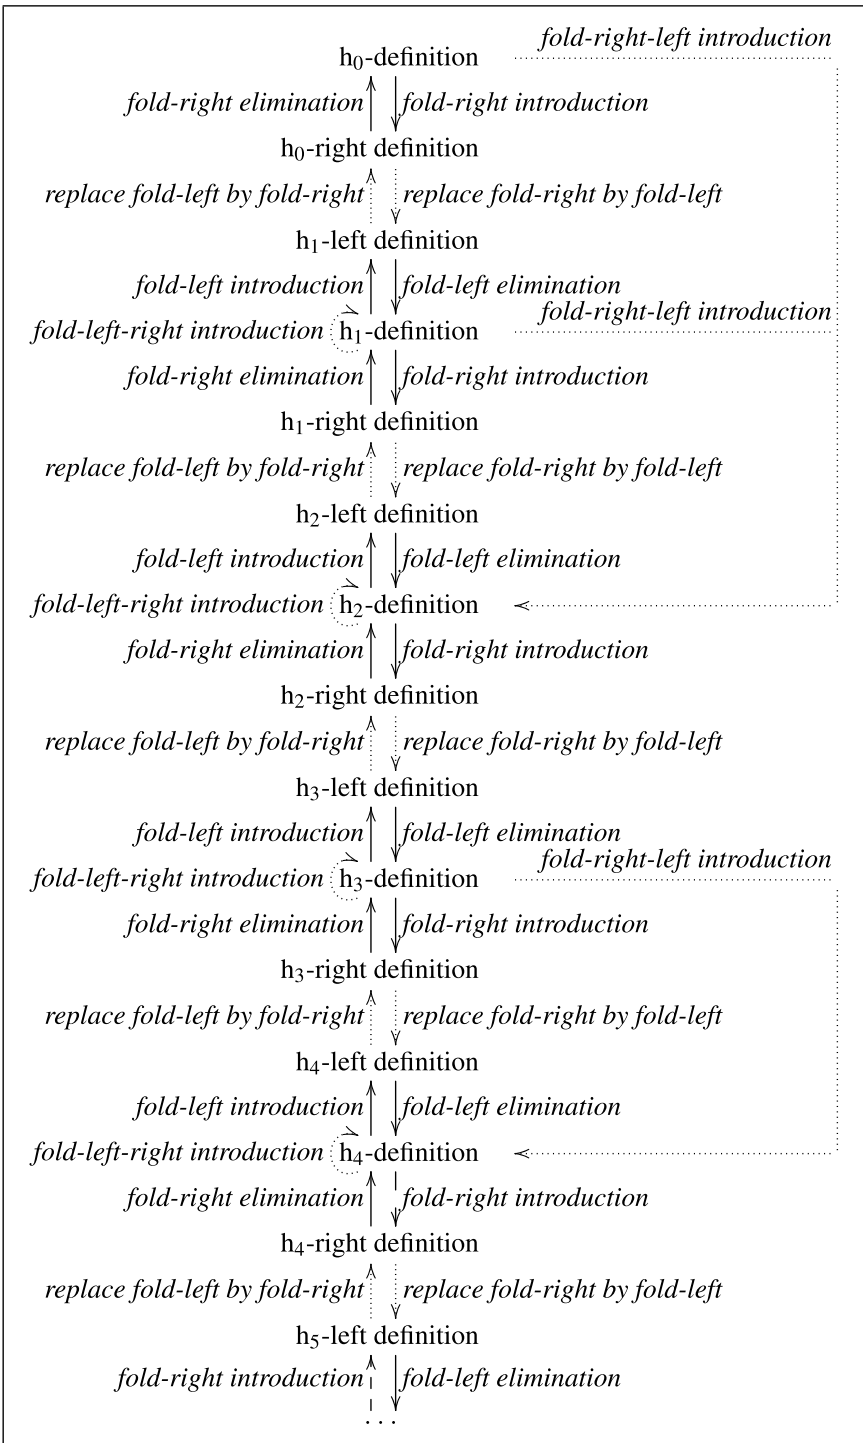 fold-right-left introduction
h₀-definition
fold-right elimination fold-right introduction
h₀-right definition
replace fold-left by fold-right replace fold-right by fold-left
h₁-left definition
fold-left introduction fold-left elimination
fold-right-left introduction
fold-left-right introduction h₁-definition
fold-right elimination fold-right introduction
h₁-right definition
replace fold-left by fold-right replace fold-right by fold-left
h₂-left definition
fold-left introduction fold-left elimination
fold-left-right introduction h₂-definition
fold-right elimination fold-right introduction
h₂-right definition
replace fold-left by fold-right replace fold-right by fold-left
h₃-left definition
fold-left introduction fold-left elimination
fold-right-left introduction
fold-left-right introduction h₃-definition
fold-right elimination fold-right introduction
h₃-right definition
replace fold-left by fold-right replace fold-right by fold-left
h₄-left definition
fold-left introduction fold-left elimination
fold-left-right introduction h₄-definition
fold-right elimination fold-right introduction
h₄-right definition
replace fold-left by fold-right replace fold-right by fold-left
h₅-left definition
fold-right introduction fold-left elimination
...